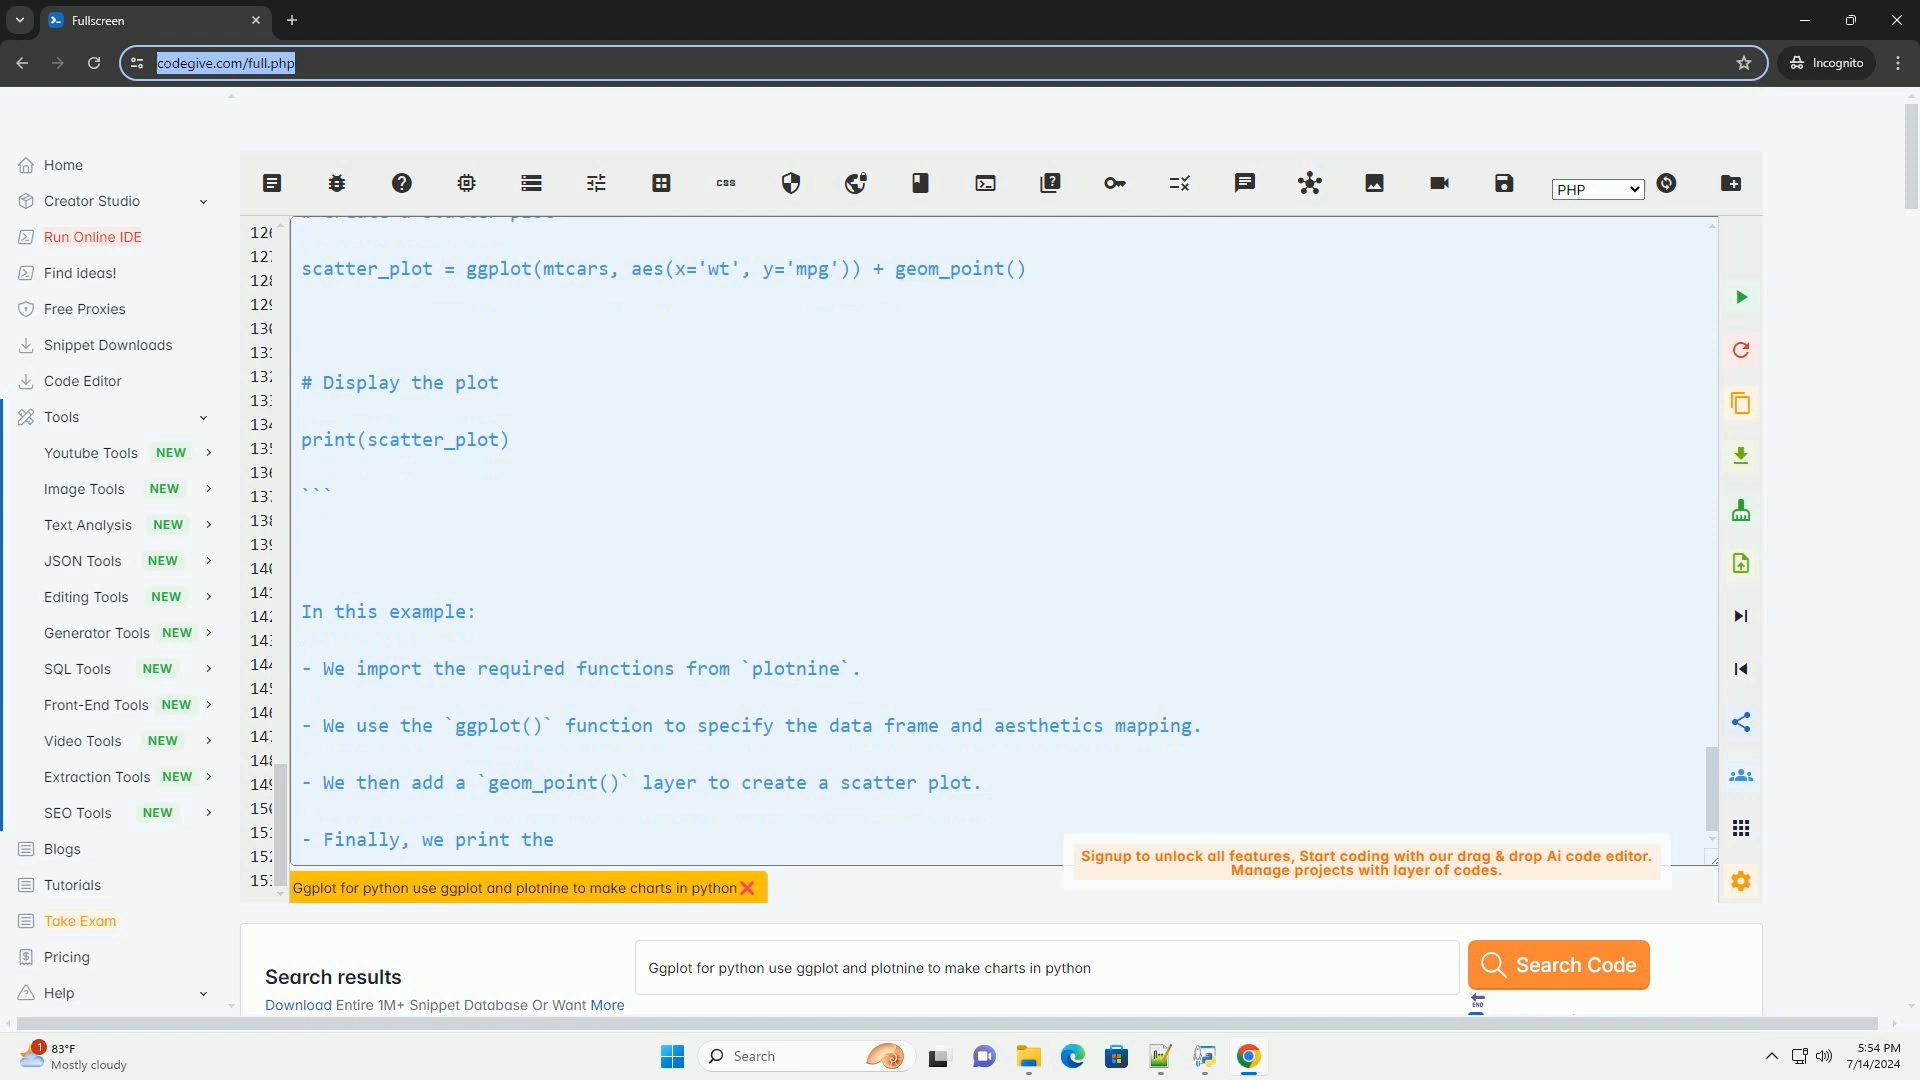 Fullscreen
codegive.com/full.php
Incognito
Home
Creator Studio
Run Online IDE
Find ideas!
Free Proxies
Snippet Downloads
Code Editor
Tools
Youtube Tools NEW
Image Tools NEW
Text Analysis NEW
JSON Tools NEW
Editing Tools NEW
Generator Tools NEW
SQL Tools NEW
Front-End Tools NEW
Video Tools NEW
Extraction Tools NEW
SEO Tools NEW
Blogs
Tutorials
Take Exam
Pricing
Help
css
PHP
scatter_plot = ggplot(mtcars, aes(x='wt', y='mpg')) + geom_point()
# Display the plot
print(scatter_plot)
```
In this example:
- We import the required functions from `plotnine`.
- We use the `ggplot()` function to specify the data frame and aesthetics mapping.
- We then add a `geom_point()` layer to create a scatter plot.
- Finally, we print the
Signup to unlock all features, Start coding with our drag & drop Ai code editor.
Manage projects with layer of codes.
Ggplot for python use ggplot and plotnine to make charts in python
Search results
Download Entire 1M+ Snippet Database Or Want More
Ggplot for python use ggplot and plotnine to make charts in python
Search Code
END
1
83°F
Mostly cloudy
Search
5:54 PM
7/14/2024